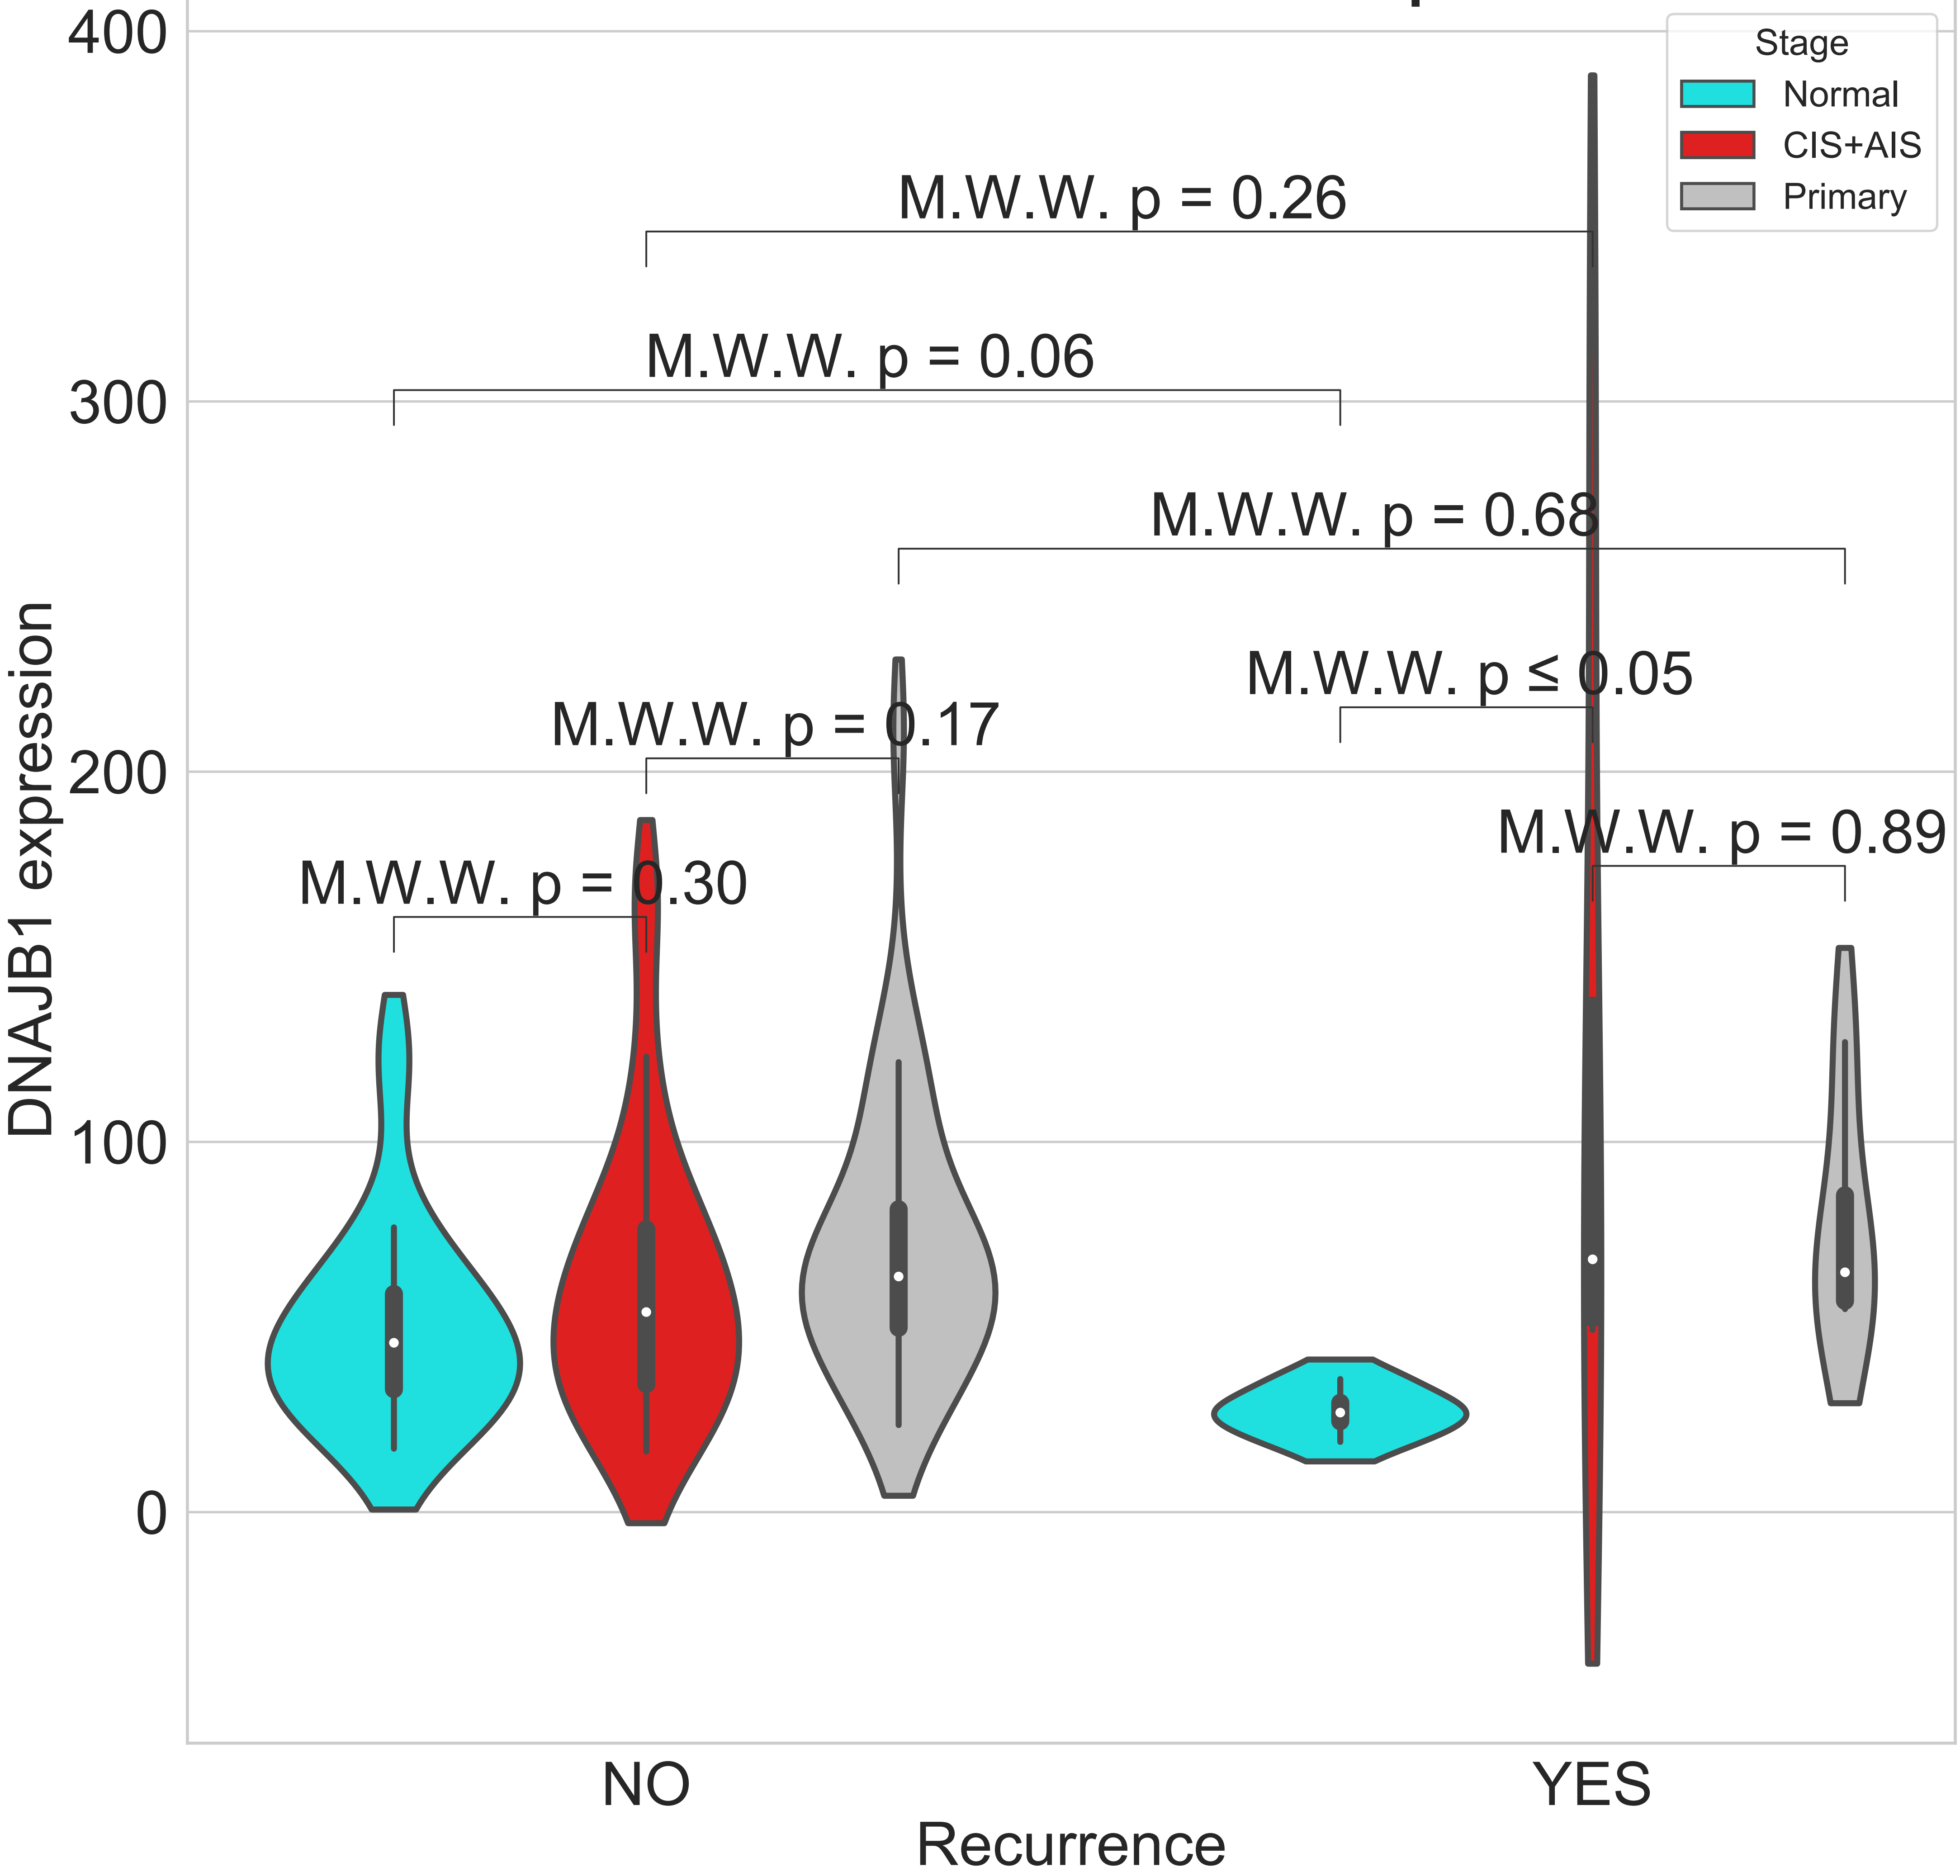 400
300
200
100
0
DNAJB1 expression
Stage
Normal
CIS+AIS
Primary
M.W.W. p = 0.26
M.W.W. p = 0.06
M.W.W. p = 0.68
M.W.W. p ≤ 0.05
M.W.W. p = 0.17
M.W.W. p = 0.89
M.W.W. p = 0.30
NO
YES
Recurrence